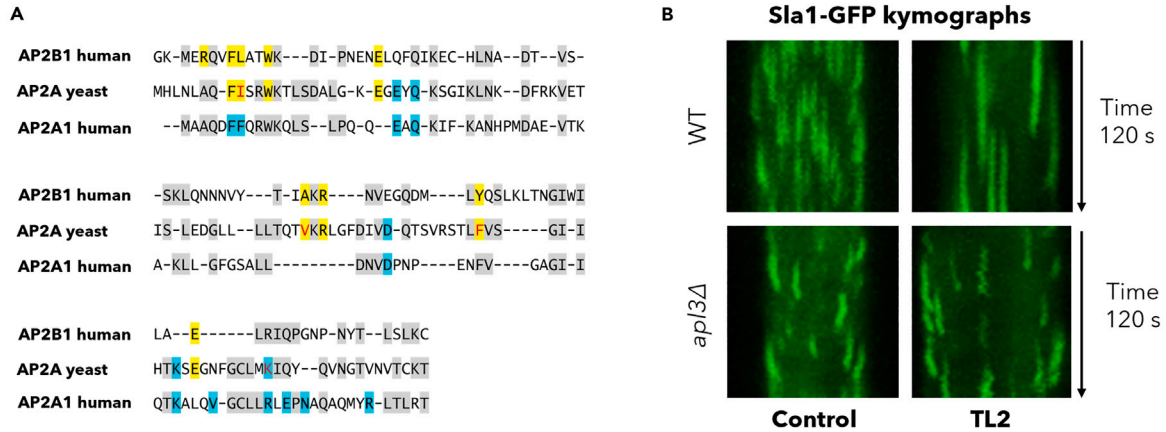 A
AP2B1 human GK-MERQVFLATWK---DI-PNENELQFQIKEC-HLNA--DT--VS-
AP2A yeast MHLNLAQ-FISRWKTLSDALG-K-EGEYQ-KSGIKLNK--DFRKVET
AP2A1 human --MAAQDFFQRWKQLS--LPQ-Q--EAQ-KIF-KANHPMDAE-VTK
AP2B1 human -SKLQNNNVY---T-IAKR----NVEGQDM----LYQSLKLTNGIWI
AP2A yeast IS-LEDGLL--LLTQTVKRLGFDIVD-QTSVRSTLFVS-----GI-I
AP2A1 human A-KLL-GFGSALL---------DNVDPNP----ENFV----GAGI-I
AP2B1 human LA--E------LRIQPGNP-NYT--LSLKC
AP2A yeast HTKSEGNFGCLMKIQY--QVNGTVNVTCKT
AP2A1 human QTKALQV-GCLLRLEPNAQAQMYR-LTLRT
B
Sla1-GFP kymographs
WT
Time
120 s
apl3Δ
Time
120 s
Control
TL2